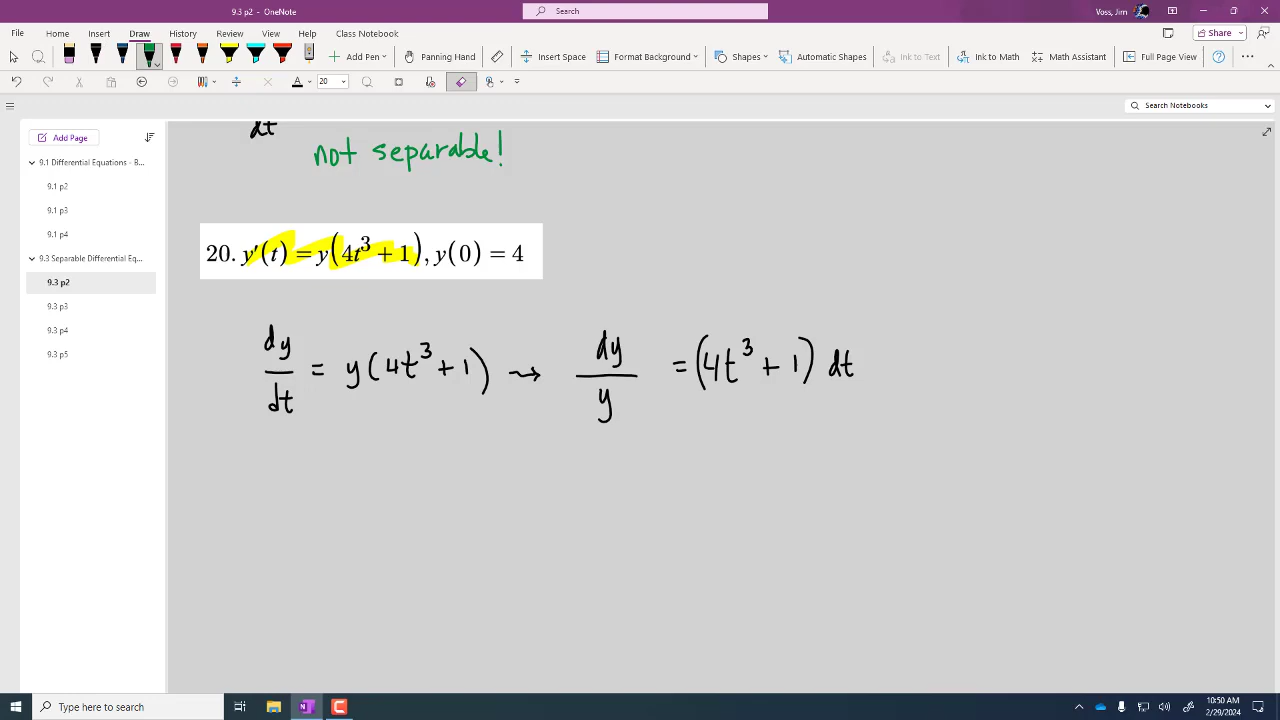 9.3 p2 - OneNote
Search
Voss, Jim
File Home Insert Draw History Review View Help Class Notebook
Share
Add Pen Panning Hand Insert Space Format Background Shapes Automatic Shapes Ink to Text Ink to Math Math Assistant Full Page View
20
Search Notebooks
Add Page
9.1 Differential Equations - B...
9.1 p2
9.1 p3
9.1 p4
9.3 Separable Differential Eq...
9.3 p2
9.3 p3
9.3 p4
9.3 p5
dt
not separable!
20. y′(t) = y(4t³ + 1), y(0) = 4
dy/dt = y(4t³+1) ⇝ dy/y = (4t³+1) dt
Type here to search
10:50 AM
2/29/2024